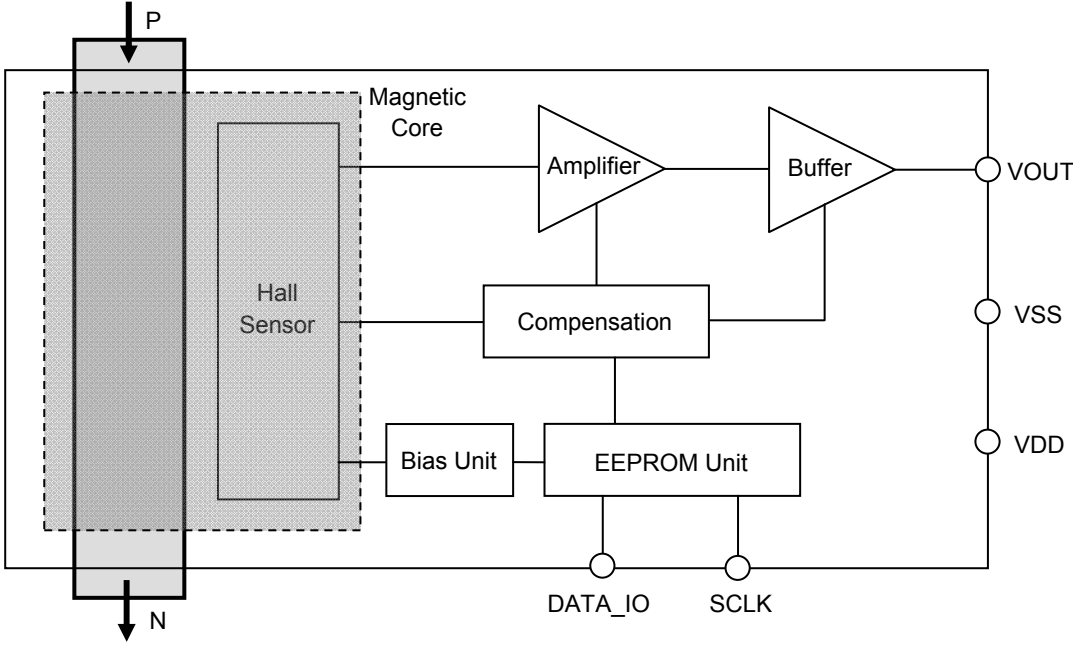 P
Magnetic
Core
Amplifier
Buffer
VOUT
Hall
Sensor
Compensation
VSS
Bias Unit
EEPROM Unit
VDD
DATA_IO
SCLK
N